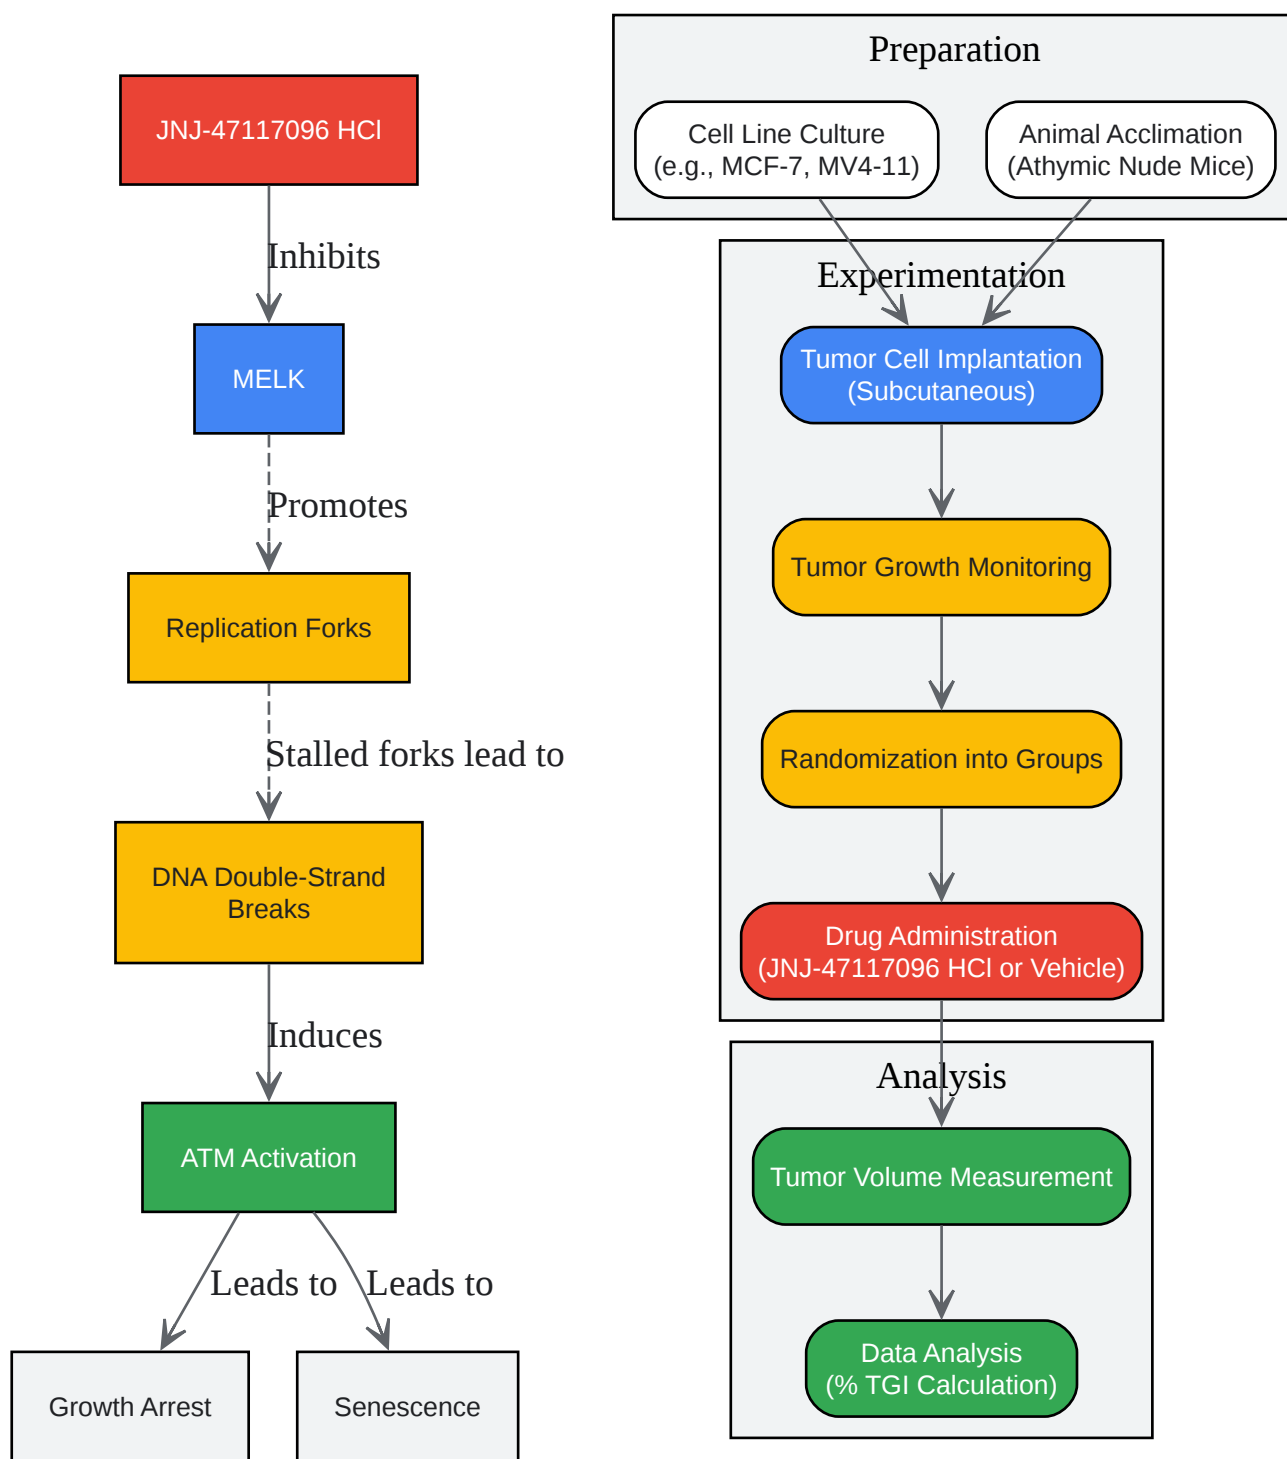 JNJ-47117096 HCl
Inhibits
MELK
Promotes
Replication Forks
Stalled forks lead to
DNA Double-Strand
Breaks
Induces
ATM Activation
Leads to
Leads to
Growth Arrest
Senescence
Preparation
Cell Line Culture
(e.g., MCF-7, MV4-11)
Animal Acclimation
(Athymic Nude Mice)
Experimentation
Tumor Cell Implantation
(Subcutaneous)
Tumor Growth Monitoring
Randomization into Groups
Drug Administration
(JNJ-47117096 HCl or Vehicle)
Analysis
Tumor Volume Measurement
Data Analysis
(% TGI Calculation)